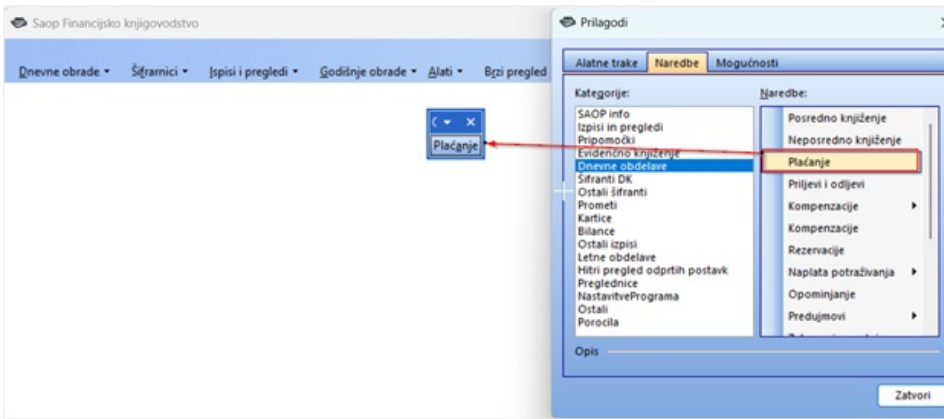 Saop Financijsko knjigovodstvo
Dnevne obrade
Šifrarnici
Ispisi i pregledi
Godišnje obrade
Alati
Brzi pregled
Plaćanje
Prilagodi
Alatne trake
Naredbe
Mogućnosti
Kategorije:
SAOP info
Izpisi in pregledi
Pripomočki
Evidenčno knjiženje
Dnevne obdelave
Šifranti DK
Ostali šifranti
Prometi
Kartice
Bilance
Ostali izpisi
Letne obdelave
Hitri pregled odprtih postavk
Preglednice
NastavitvePrograma
Ostali
Porocila
Naredbe:
Posredno knjiženje
Neposredno knjiženje
Plaćanje
Priljevi i odljevi
Kompenzacije
Kompenzacije
Rezervacije
Naplata potraživanja
Opominjanje
Predujmovi
Opis
Zatvori